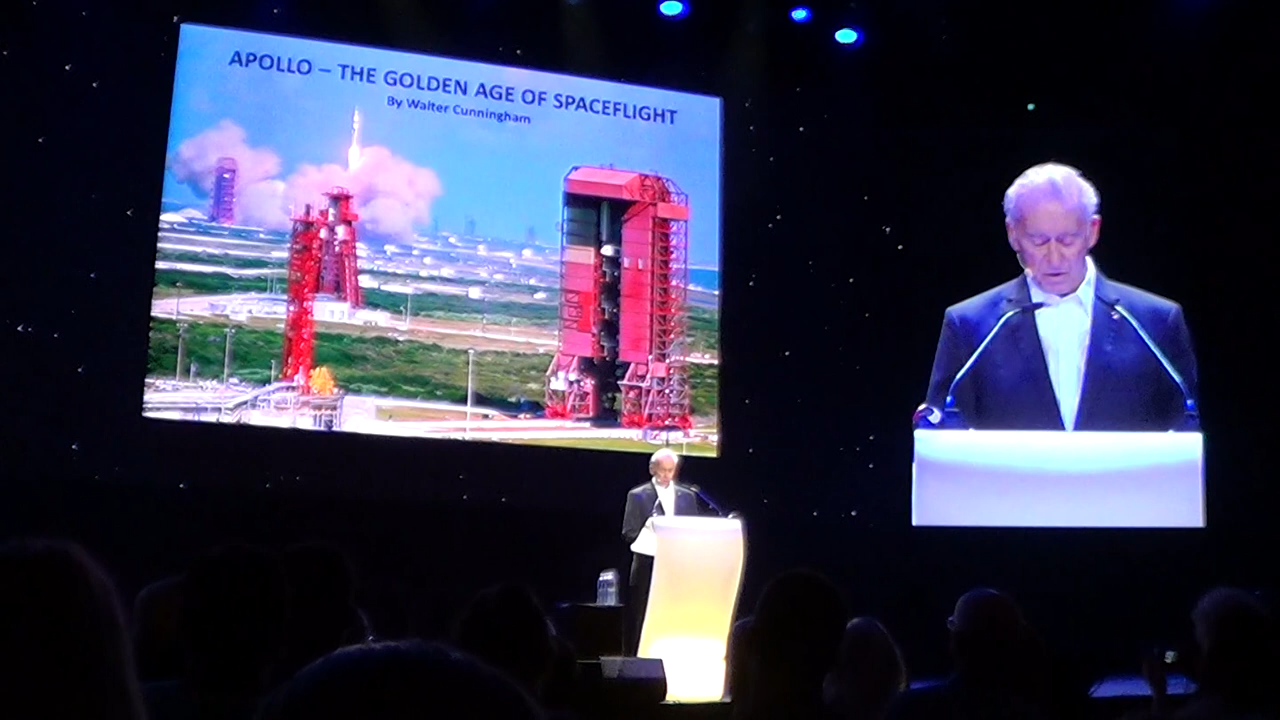 APOLLO – THE GOLDEN AGE OF SPACEFLIGHT
By Walter Cunningham